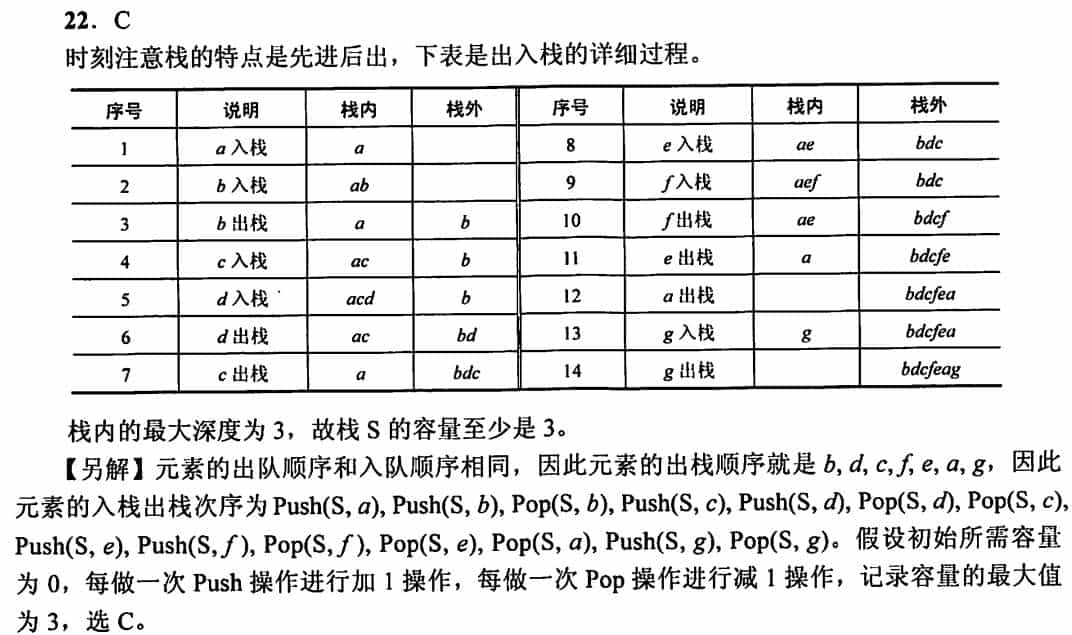 22. C
时刻注意栈的特点是先进后出，下表是出入栈的详细过程。
序号 说明 栈内 栈外 序号 说明 栈内 栈外
1 a 入栈 a 8 e 入栈 ae bdc
2 b 入栈 ab 9 f 入栈 aef bdc
3 b 出栈 a b 10 f 出栈 ae bdcf
4 c 入栈 ac b 11 e 出栈 a bdcfe
5 d 入栈 acd b 12 a 出栈 bdcfea
6 d 出栈 ac bd 13 g 入栈 g bdcfea
7 c 出栈 a bdc 14 g 出栈 bdcfeag
栈内的最大深度为 3，故栈 S 的容量至少是 3。
【另解】元素的出队顺序和入队顺序相同，因此元素的出栈顺序就是 b, d, c, f, e, a, g，因此
元素的入栈出栈次序为 Push(S, a), Push(S, b), Pop(S, b), Push(S, c), Push(S, d), Pop(S, d), Pop(S, c),
Push(S, e), Push(S, f ), Pop(S, f ), Pop(S, e), Pop(S, a), Push(S, g), Pop(S, g)。假设初始所需容量
为 0，每做一次 Push 操作进行加 1 操作，每做一次 Pop 操作进行减 1 操作，记录容量的最大值
为 3，选 C。